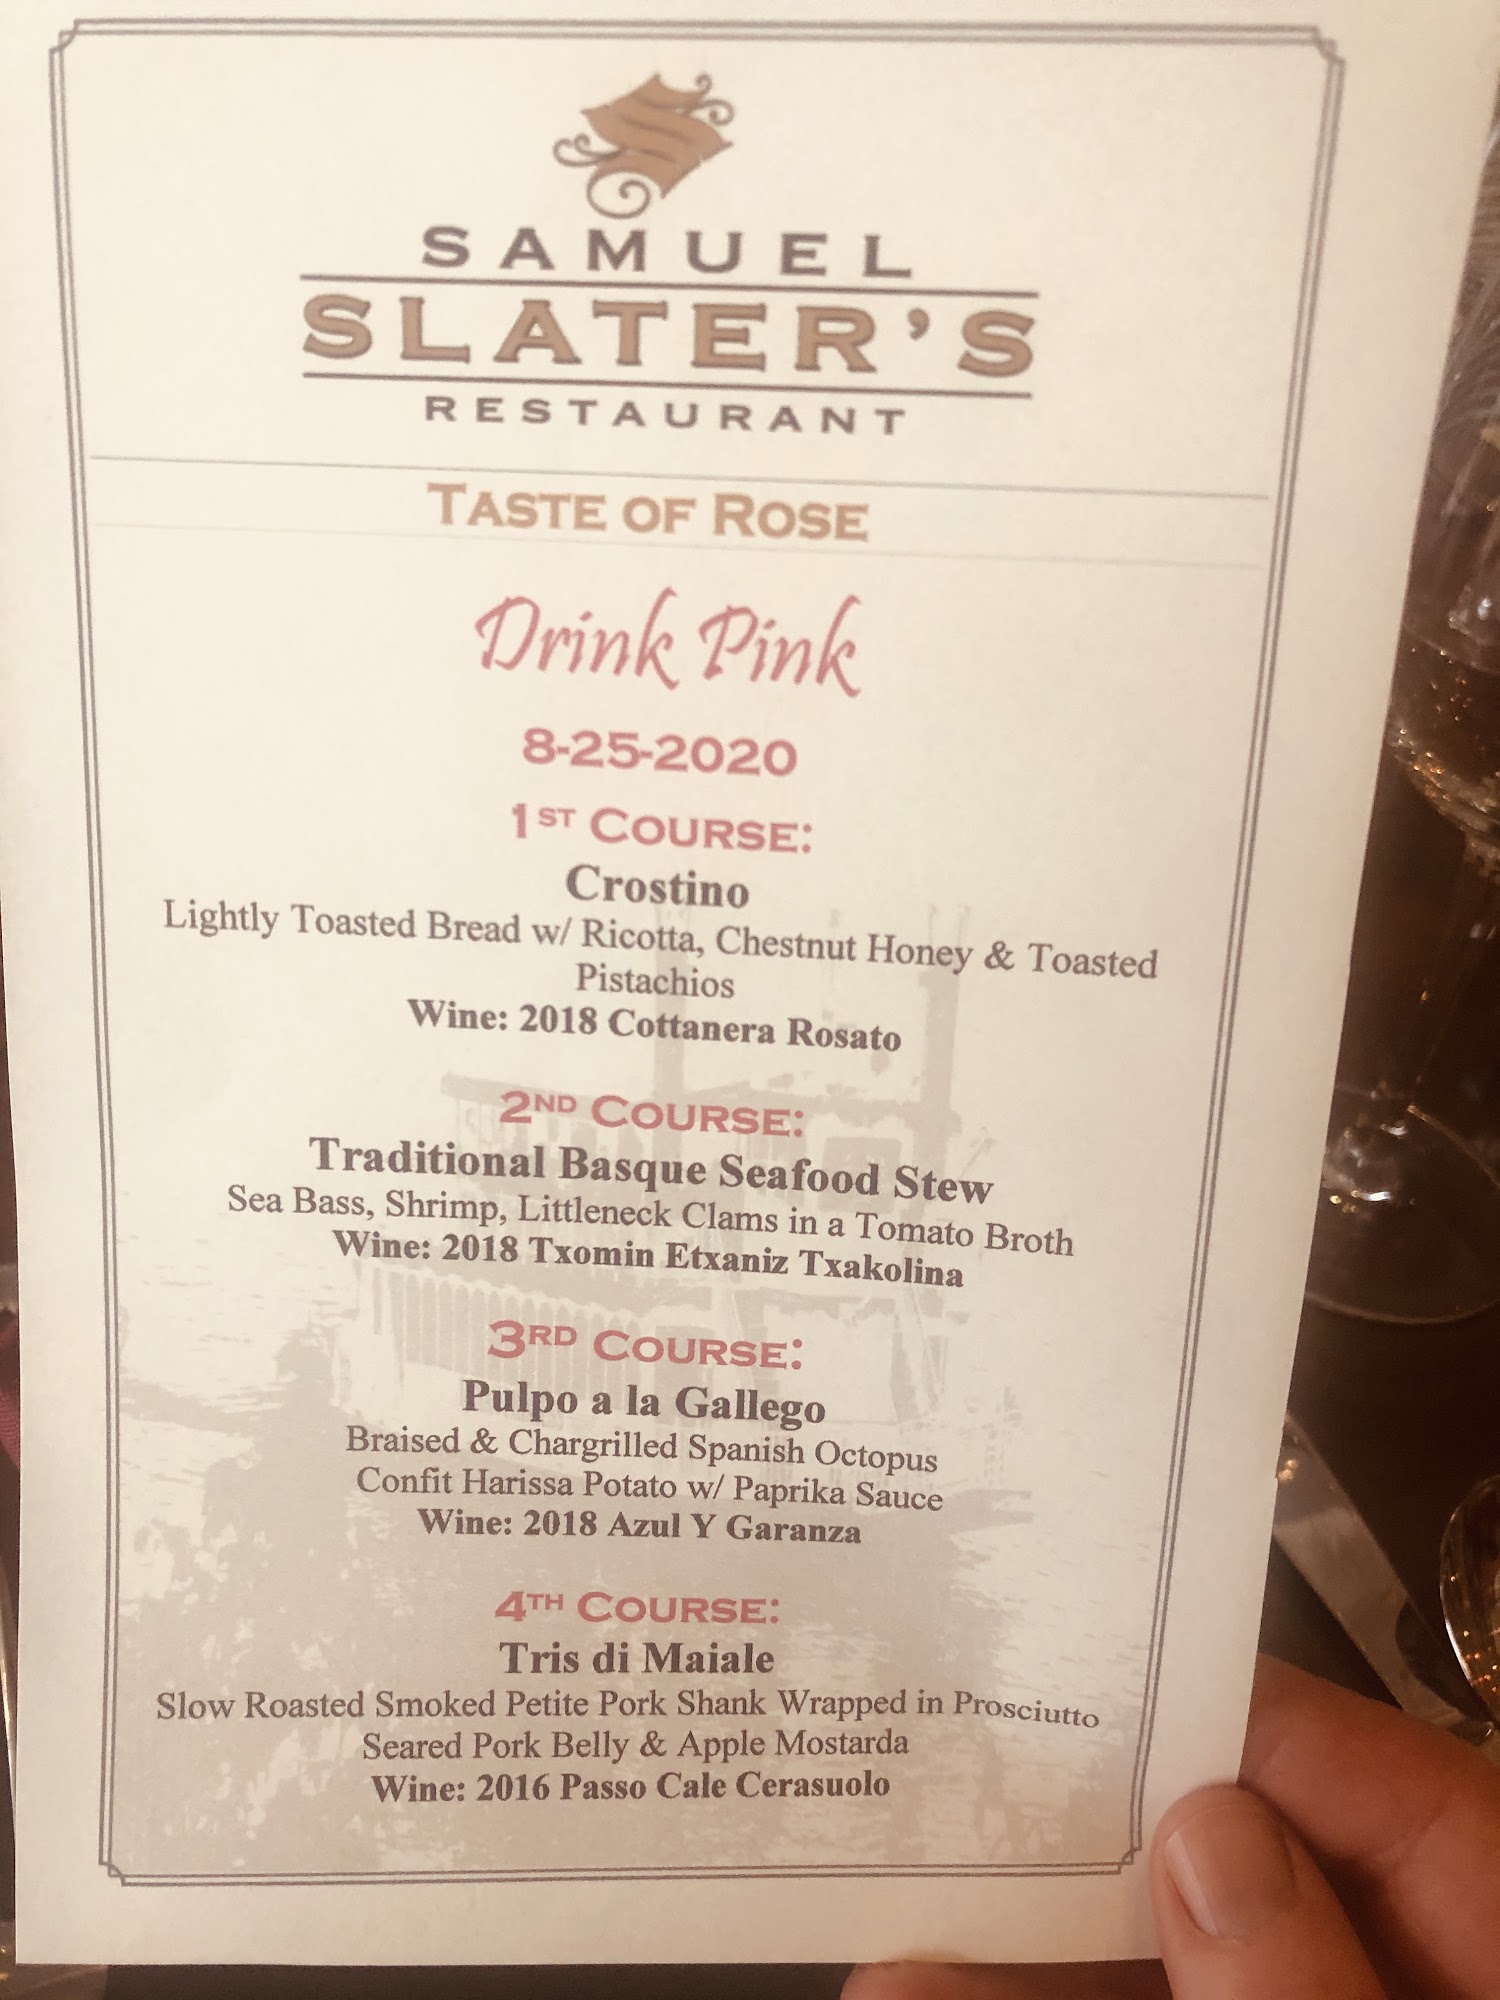 SAMUEL
SLATER'S
RESTAURANT
TASTE OF ROSE
Drink Pink
8-25-2020
1ST COURSE:
Crostino
Lightly Toasted Bread w/ Ricotta, Chestnut Honey & Toasted
Pistachios
Wine: 2018 Cottanera Rosato
2ND COURSE:
Traditional Basque Seafood Stew
Sea Bass, Shrimp, Littleneck Clams in a Tomato Broth
Wine: 2018 Txomin Etxaniz Txakolina
3RD COURSE:
Pulpo a la Gallego
Braised & Chargrilled Spanish Octopus
Confit Harissa Potato w/ Paprika Sauce
Wine: 2018 Azul Y Garanza
4TH COURSE:
Tris di Maiale
Slow Roasted Smoked Petite Pork Shank Wrapped in Prosciutto
Seared Pork Belly & Apple Mostarda
Wine: 2016 Passo Cale Cerasuolo